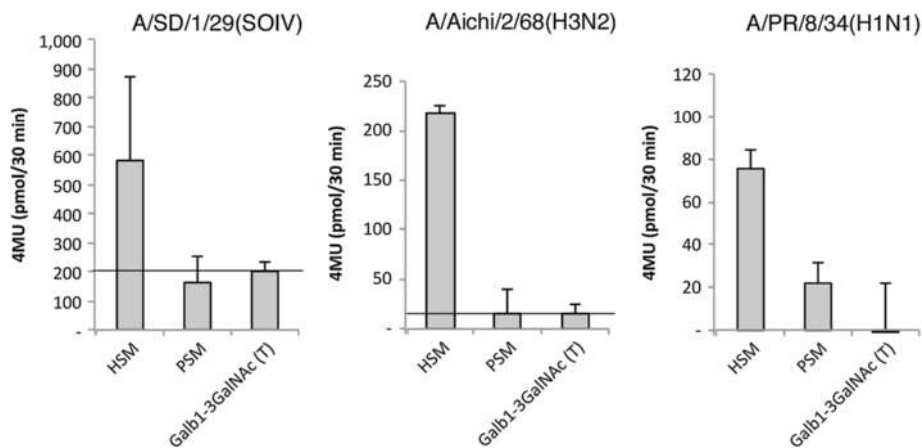 A/SD/1/29(SOIV)
4MU (pmol/30 min)
1,000
900
800
700
600
500
400
300
200
100
-
HSM
PSM
Galb1-3GalNAc (T)
A/Aichi/2/68(H3N2)
4MU (pmol/30 min)
250
200
150
100
50
-
HSM
PSM
Galb1-3GalNAc (T)
A/PR/8/34(H1N1)
4MU (pmol/30 min)
120
100
80
60
40
20
-
HSM
PSM
Galb1-3GalNAc (T)